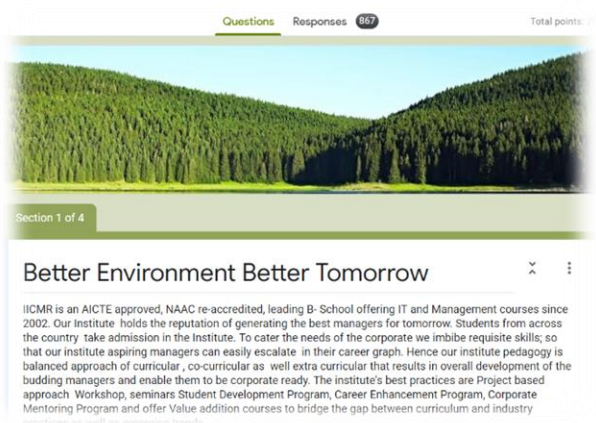 Questions Responses 867 Total points:
Section 1 of 4
Better Environment Better Tomorrow
IICMR is an AICTE approved, NAAC re-accredited, leading B- School offering IT and Management courses since
2002. Our Institute holds the reputation of generating the best managers for tomorrow. Students from across
the country take admission in the Institute. To cater the needs of the corporate we imbibe requisite skills; so
that our institute aspiring managers can easily escalate in their career graph. Hence our institute pedagogy is
balanced approach of curricular , co-curricular as well extra curricular that results in overall development of the
budding managers and enable them to be corporate ready. The institute's best practices are Project based
approach Workshop, seminars Student Development Program, Career Enhancement Program, Corporate
Mentoring Program and offer Value addition courses to bridge the gap between curriculum and industry